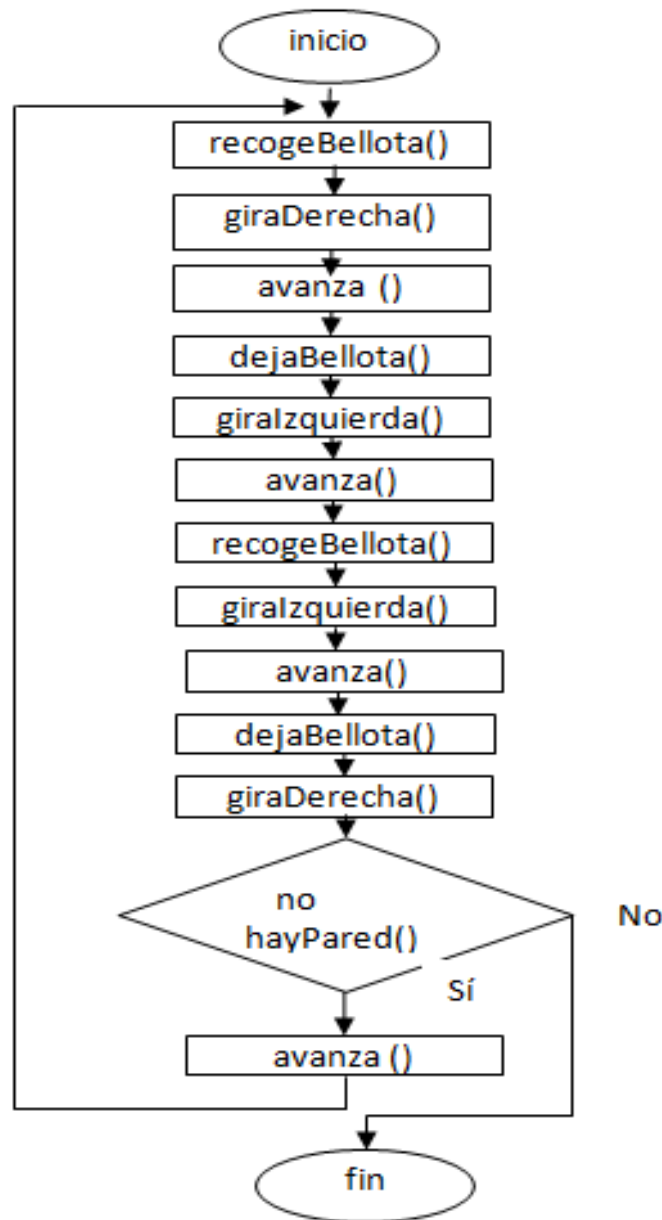 inicio
recogeBellota()
giraDerecha()
avanza ()
dejaBellota()
giraIzquierda()
avanza()
recogeBellota()
giraIzquierda()
avanza()
dejaBellota()
giraDerecha()
no
hayPared()
No
Sí
avanza ()
fin